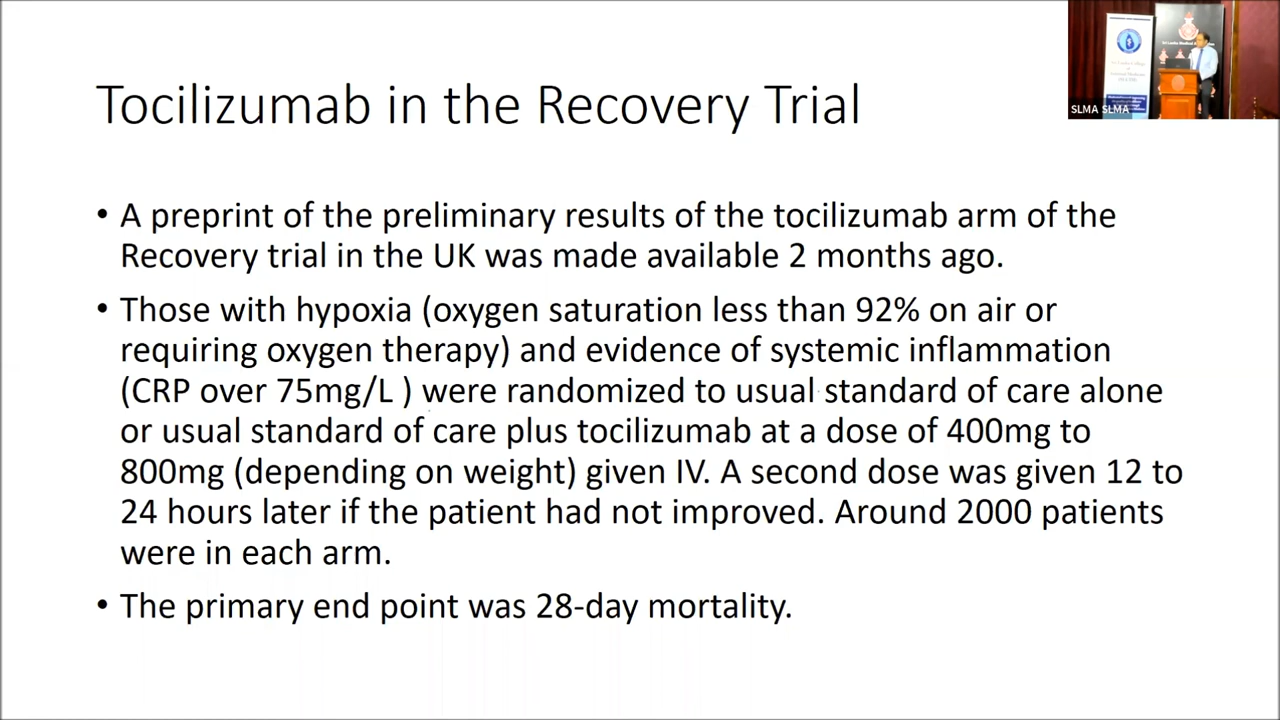 Tocilizumab in the Recovery Trial
SLMA SLMA
• A preprint of the preliminary results of the tocilizumab arm of the
Recovery trial in the UK was made available 2 months ago.
• Those with hypoxia (oxygen saturation less than 92% on air or
requiring oxygen therapy) and evidence of systemic inflammation
(CRP over 75mg/L ) were randomized to usual standard of care alone
or usual standard of care plus tocilizumab at a dose of 400mg to
800mg (depending on weight) given IV. A second dose was given 12 to
24 hours later if the patient had not improved. Around 2000 patients
were in each arm.
• The primary end point was 28-day mortality.